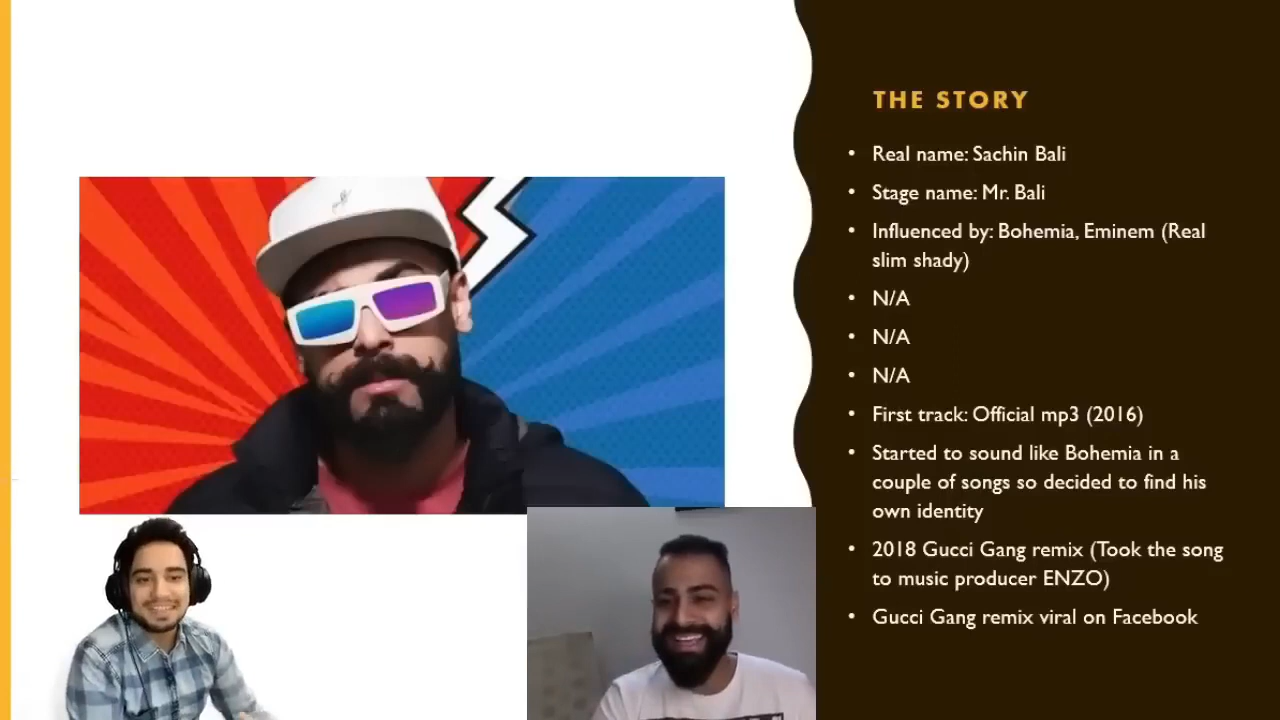 THE STORY
• Real name: Sachin Bali
• Stage name: Mr. Bali
• Influenced by: Bohemia, Eminem (Real
slim shady)
• N/A
• N/A
• N/A
• First track: Official mp3 (2016)
• Started to sound like Bohemia in a
couple of songs so decided to find his
own identity
• 2018 Gucci Gang remix (Took the song
to music producer ENZO)
• Gucci Gang remix viral on Facebook